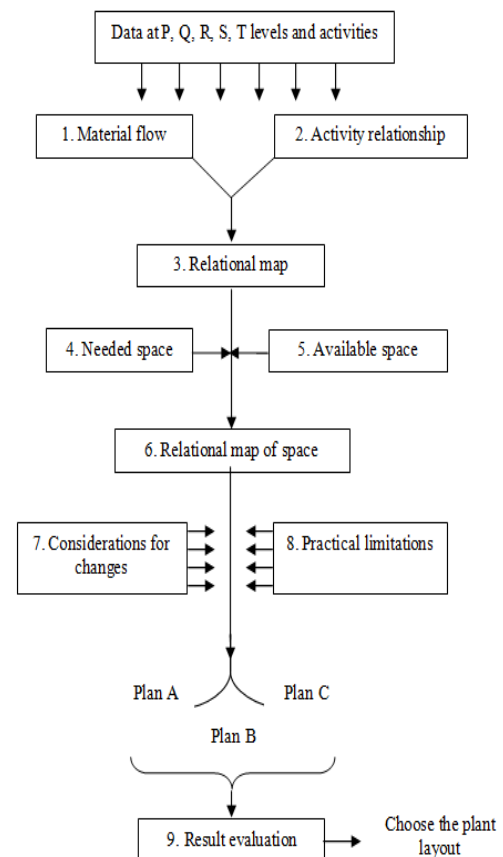 Data at P, Q, R, S, T levels and activities
1. Material flow
2. Activity relationship
3. Relational map
4. Needed space
5. Available space
6. Relational map of space
7. Considerations for
changes
8. Practical limitations
Plan A
Plan C
Plan B
9. Result evaluation
Choose the plant
layout